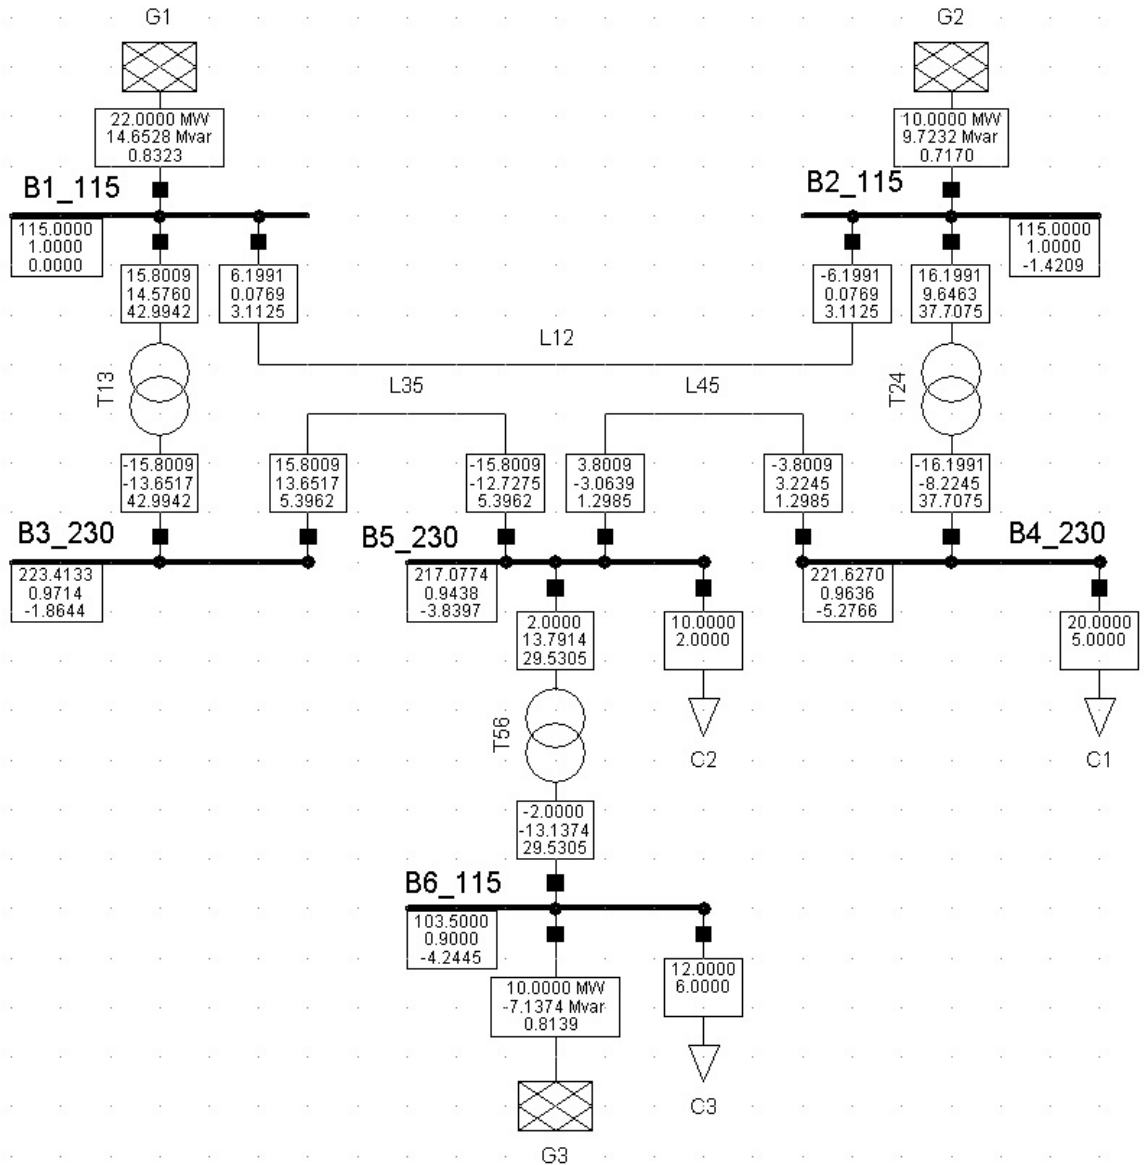 G1
G2
22.0000 MW
14.6528 Mvar
0.8323
10.0000 MW
9.7232 Mvar
0.7170
B1_115
B2_115
115.0000
1.0000
0.0000
115.0000
1.0000
-1.4209
15.8009
14.5760
42.9942
6.1991
0.0769
3.1125
-6.1991
0.0769
3.1125
16.1991
9.6463
37.7075
L12
T13
L35
L45
T24
-15.8009
-13.6517
42.9942
15.8009
13.6517
5.3962
-15.8009
-12.7275
5.3962
3.8009
-3.0639
1.2985
-3.8009
3.2245
1.2985
-16.1991
-8.2245
37.7075
B3_230
B5_230
B4_230
223.4133
0.9714
-1.8644
217.0774
0.9438
-3.8397
221.6270
0.9636
-5.2766
2.0000
13.7914
29.5305
10.0000
2.0000
20.0000
5.0000
T56
C2
C1
-2.0000
-13.1374
29.5305
B6_115
103.5000
0.9000
-4.2445
12.0000
6.0000
10.0000 MW
-7.1374 Mvar
0.8139
C3
G3